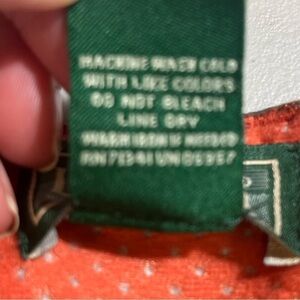 MACHINE WASH COLD
WITH LIKE COLORS
DO NOT BLEACH
LINE DRY
WARM IRON IF NEEDED